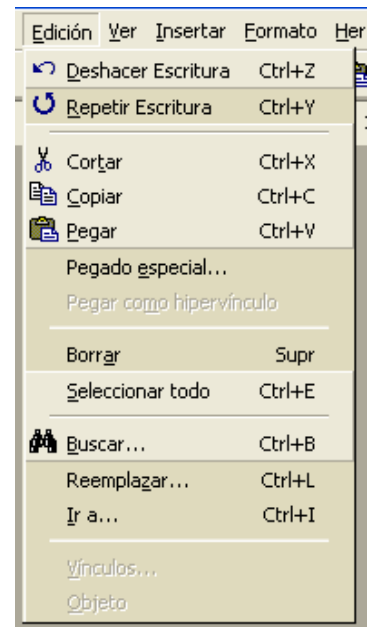 Edición Ver Insertar Formato Her
Deshacer Escritura Ctrl+Z
Repetir Escritura Ctrl+Y
Cortar Ctrl+X
Copiar Ctrl+C
Pegar Ctrl+V
Pegado especial...
Pegar como hipervínculo
Borrar Supr
Seleccionar todo Ctrl+E
Buscar... Ctrl+B
Reemplazar... Ctrl+L
Ir a... Ctrl+I
Vínculos...
Objeto